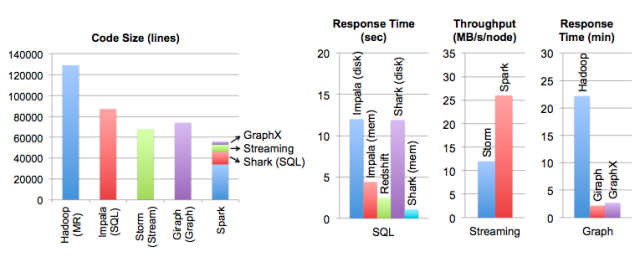 Code Size (lines)
140000
120000
100000
80000
60000
40000
20000
0
Hadoop
(MR)
Impala
(SQL)
Storm
(Stream)
Giraph
(Graph)
Spark
GraphX
Streaming
Shark (SQL)
Response Time
(sec)
20
15
10
5
0
Impala (disk)
Impala (mem)
Redshift
Shark (disk)
Shark (mem)
SQL
Throughput
(MB/s/node)
35
30
25
20
15
10
5
0
Storm
Spark
Streaming
Response
Time (min)
30
25
20
15
10
5
0
Hadoop
Giraph
GraphX
Graph